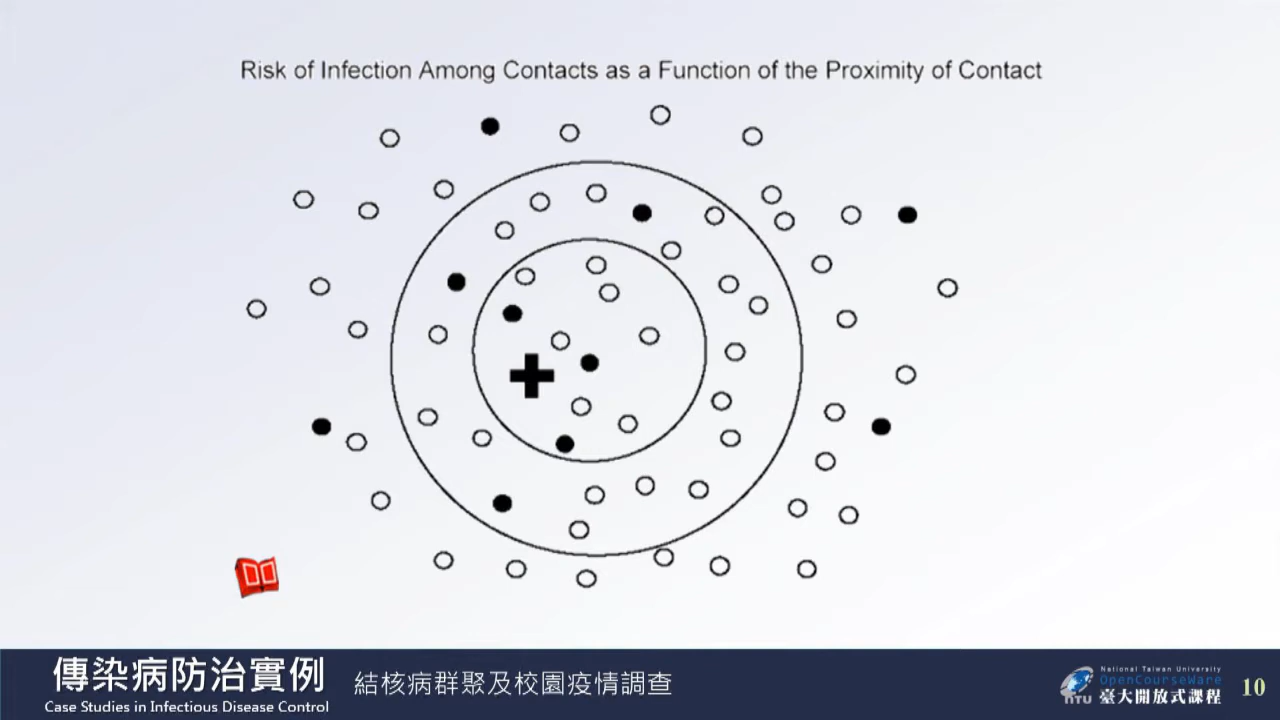 Risk of Infection Among Contacts as a Function of the Proximity of Contact
傳染病防治實例
Case Studies in Infectious Disease Control
結核病群聚及校園疫情調查
National Taiwan University
OpenCourseWare
NTU 臺大開放式課程
10